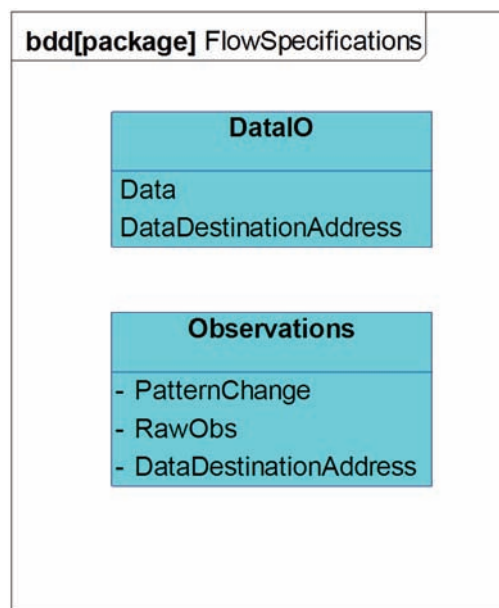 bdd[package] FlowSpecifications
DataIO
Data
DataDestinationAddress
Observations
- PatternChange
- RawObs
- DataDestinationAddress